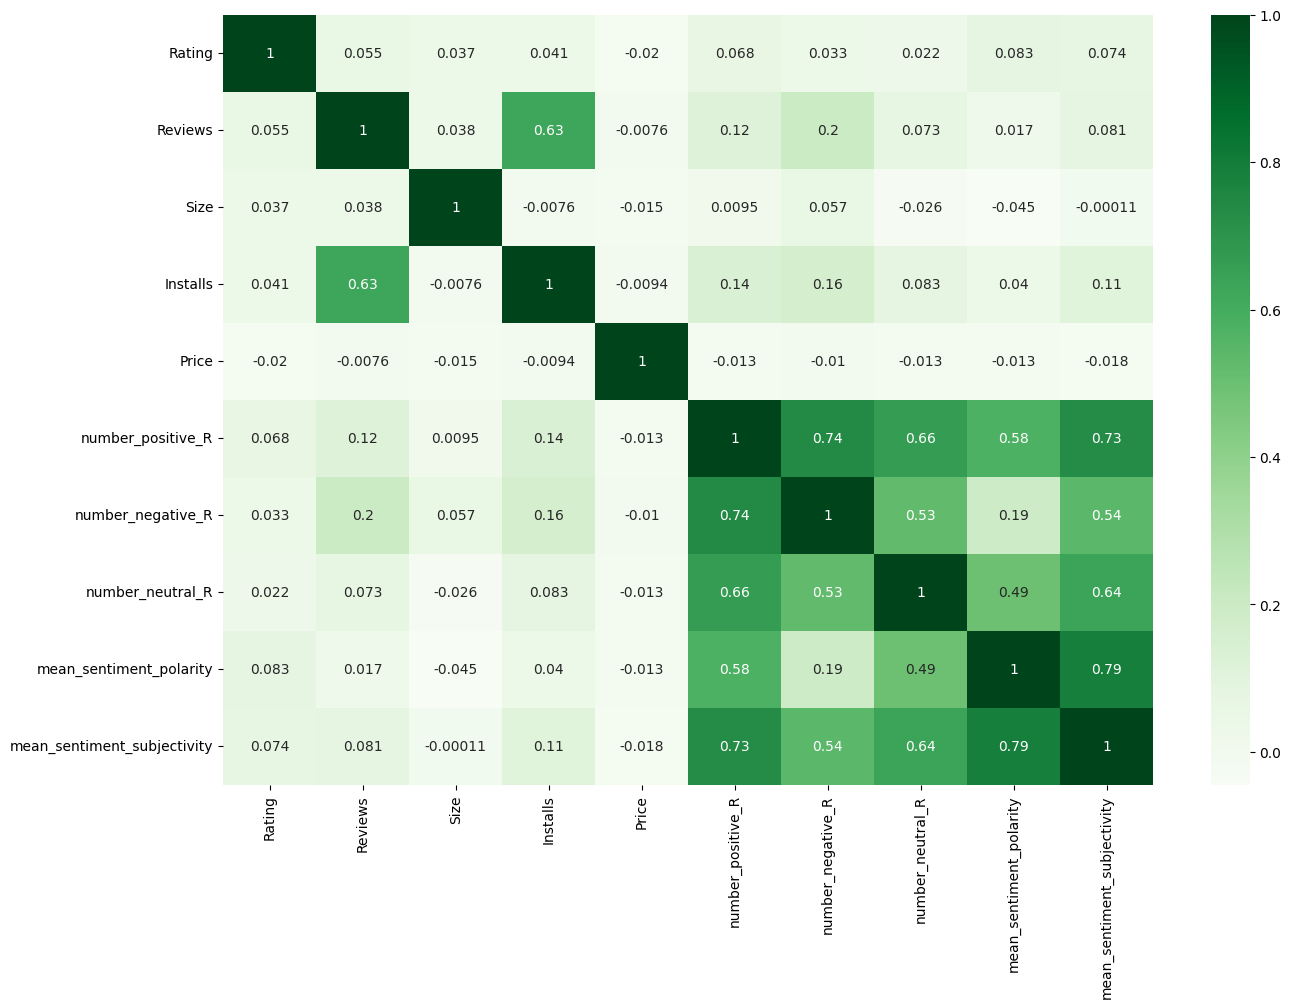 Rating 1 0.055 0.037 0.041 -0.02 0.068 0.033 0.022 0.083 0.074
Reviews 0.055 1 0.038 0.63 -0.0076 0.12 0.2 0.073 0.017 0.081
Size 0.037 0.038 1 -0.0076 -0.015 0.0095 0.057 -0.026 -0.045 -0.00011
Installs 0.041 0.63 -0.0076 1 -0.0094 0.14 0.16 0.083 0.04 0.11
Price -0.02 -0.0076 -0.015 -0.0094 1 -0.013 -0.01 -0.013 -0.013 -0.018
number_positive_R 0.068 0.12 0.0095 0.14 -0.013 1 0.74 0.66 0.58 0.73
number_negative_R 0.033 0.2 0.057 0.16 -0.01 0.74 1 0.53 0.19 0.54
number_neutral_R 0.022 0.073 -0.026 0.083 -0.013 0.66 0.53 1 0.49 0.64
mean_sentiment_polarity 0.083 0.017 -0.045 0.04 -0.013 0.58 0.19 0.49 1 0.79
mean_sentiment_subjectivity 0.074 0.081 -0.00011 0.11 -0.018 0.73 0.54 0.64 0.79 1
Rating
Reviews
Size
Installs
Price
number_positive_R
number_negative_R
number_neutral_R
mean_sentiment_polarity
mean_sentiment_subjectivity
1.0
0.8
0.6
0.4
0.2
0.0